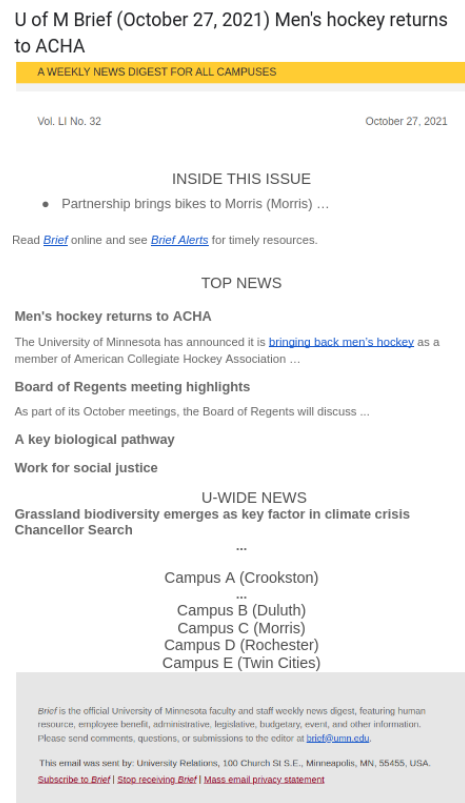 U of M Brief (October 27, 2021) Men's hockey returns
to ACHA
A WEEKLY NEWS DIGEST FOR ALL CAMPUSES
Vol. LI No. 32 October 27, 2021
INSIDE THIS ISSUE
● Partnership brings bikes to Morris (Morris) …
Read Brief online and see Brief Alerts for timely resources.
TOP NEWS
Men's hockey returns to ACHA
The University of Minnesota has announced it is bringing back men's hockey as a
member of American Collegiate Hockey Association …
Board of Regents meeting highlights
As part of its October meetings, the Board of Regents will discuss ...
A key biological pathway
Work for social justice
U-WIDE NEWS
Grassland biodiversity emerges as key factor in climate crisis
Chancellor Search
...
Campus A (Crookston)
...
Campus B (Duluth)
Campus C (Morris)
Campus D (Rochester)
Campus E (Twin Cities)
Brief is the official University of Minnesota faculty and staff weekly news digest, featuring human
resource, employee benefit, administrative, legislative, budgetary, event, and other information.
Please send comments, questions, or submissions to the editor at brief@umn.edu.
This email was sent by: University Relations, 100 Church St S.E., Minneapolis, MN, 55455, USA.
Subscribe to Brief | Stop receiving Brief | Mass email privacy statement